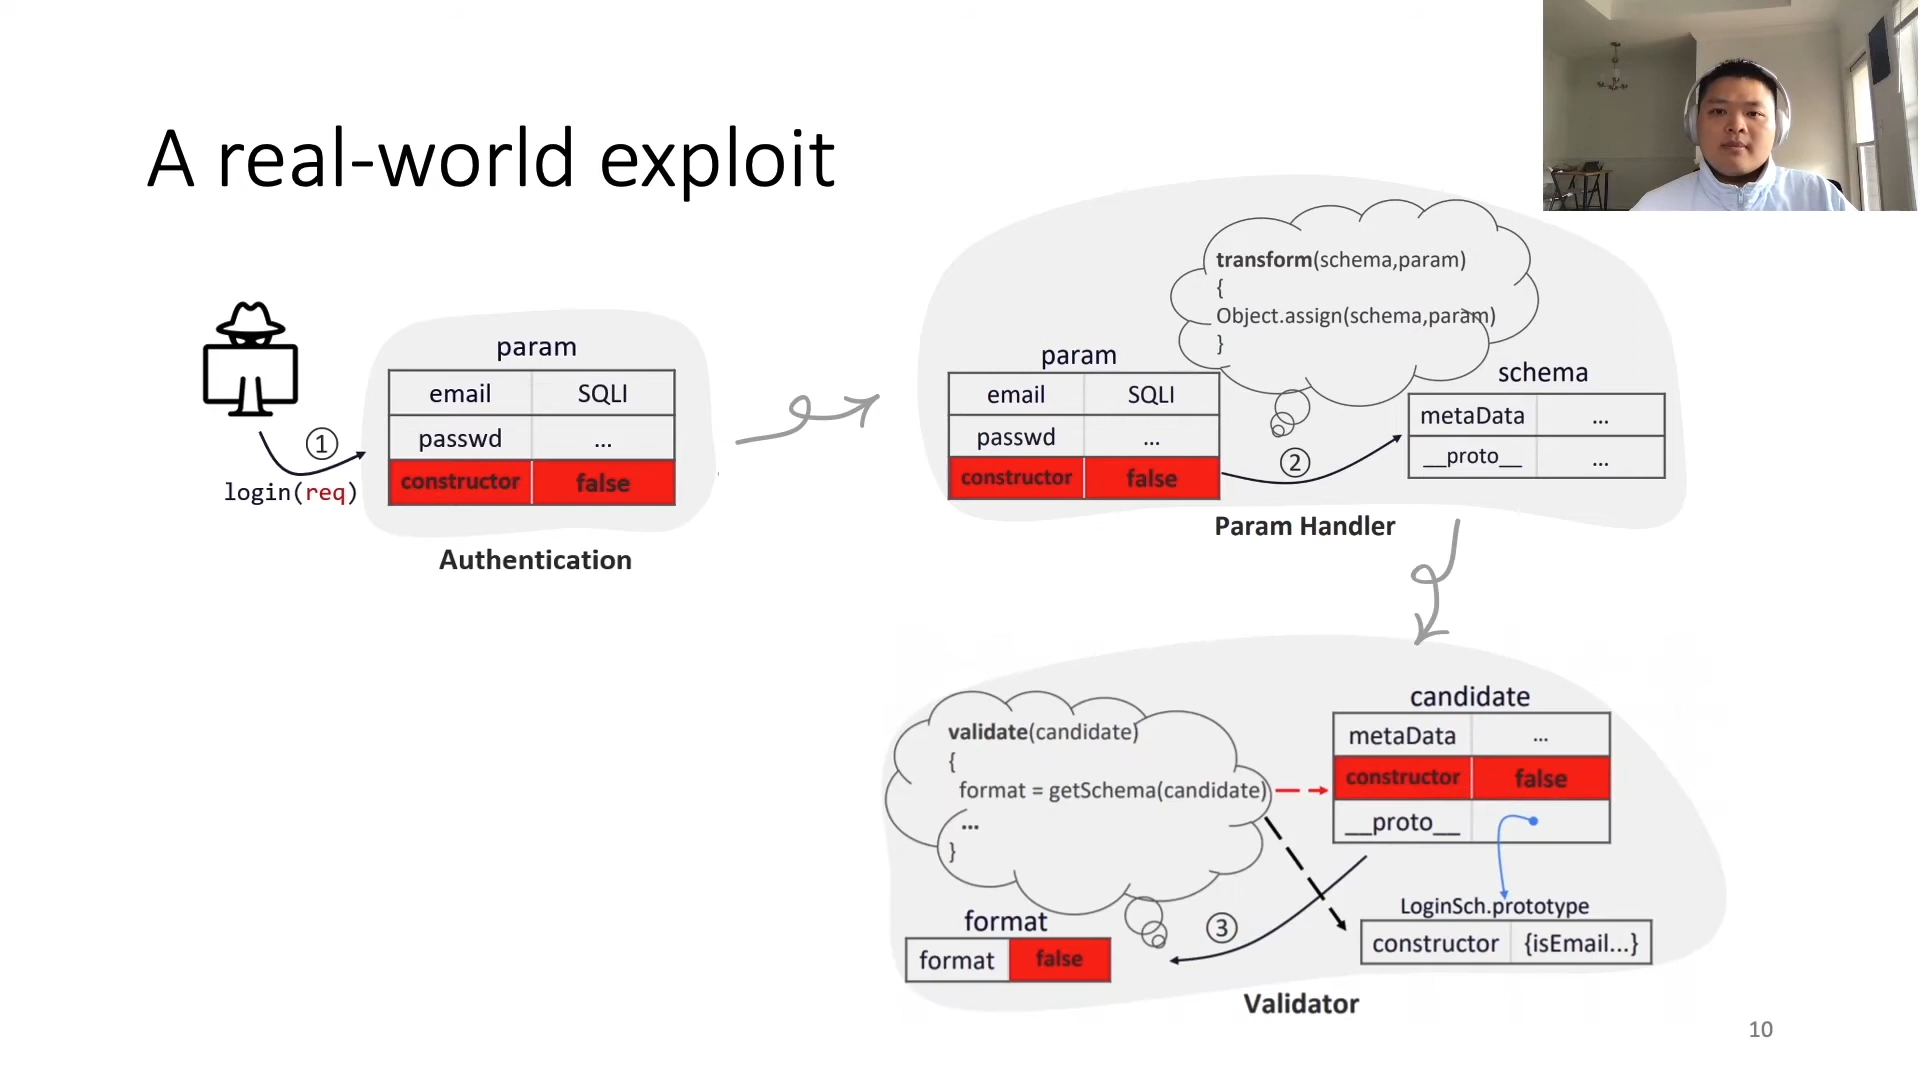 A real-world exploit
①
login(req)
param
email SQLI
passwd ...
constructor false
Authentication
transform(schema,param)
{
Object.assign(schema,param)
}
param
email SQLI
passwd ...
constructor false
②
schema
metaData ...
__proto__ ...
Param Handler
validate(candidate)
{
format = getSchema(candidate)
...
}
candidate
metaData ...
constructor false
__proto__
LoginSch.prototype
constructor {isEmail...}
③
format
format false
Validator
10